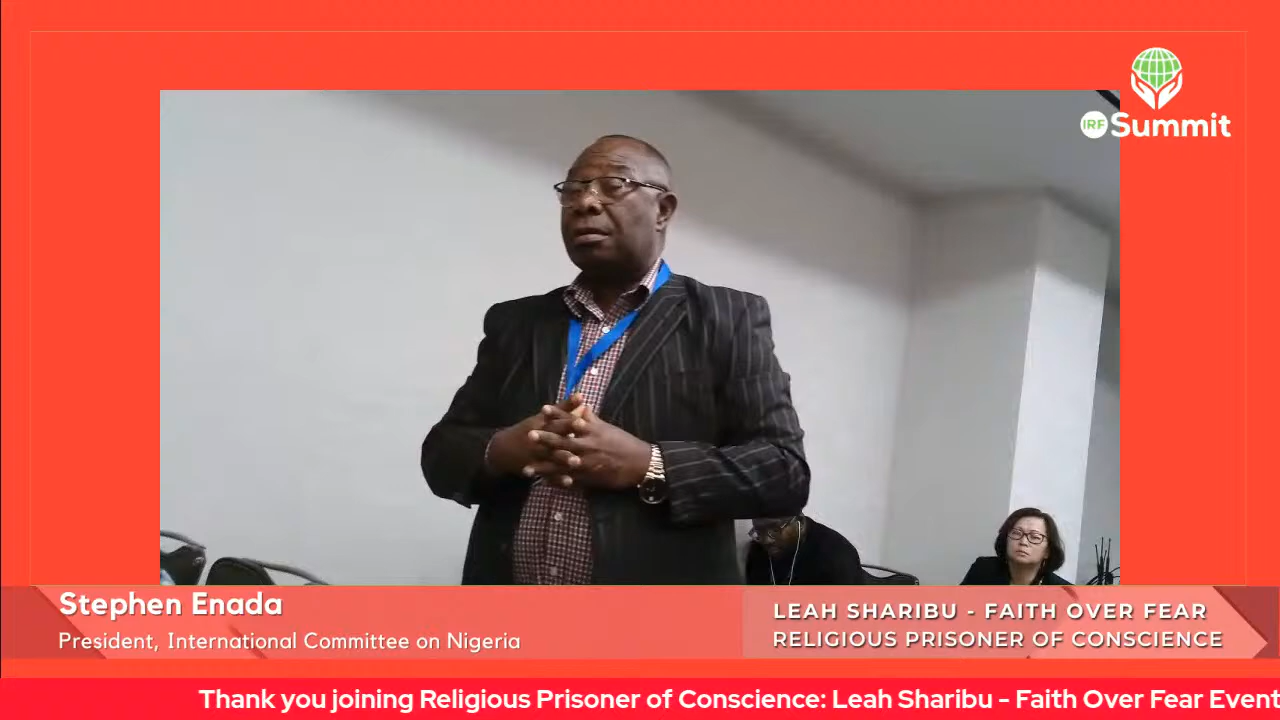 IRF Summit
Stephen Enada
President, International Committee on Nigeria
LEAH SHARIBU - FAITH OVER FEAR
RELIGIOUS PRISONER OF CONSCIENCE
Thank you joining Religious Prisoner of Conscience: Leah Sharibu - Faith Over Fear Event